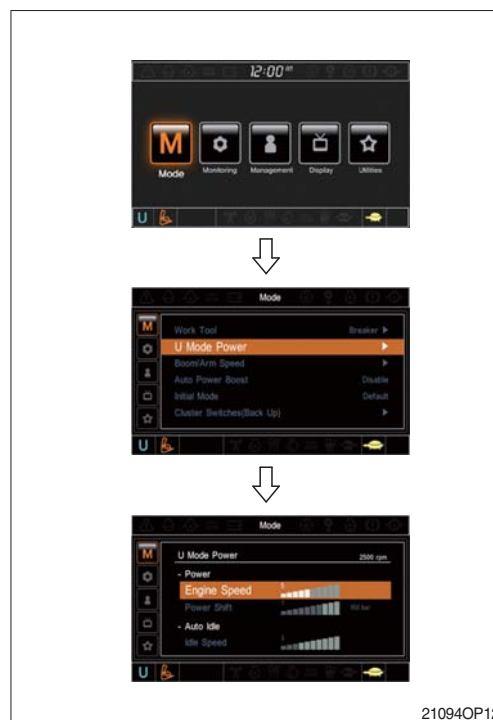 12:00 AM
M
Mode
Monitoring
Management
Display
Utilities
U
Mode
M
Work Tool Breaker
U Mode Power
Boom/Arm Speed
Auto Power Boost Disable
Initial Mode Default
Cluster Switches(Back Up)
U
Mode
M
U Mode Power 2500 rpm
- Power
Engine Speed
Power Shift
- Auto Idle
Idle Speed
U
21094OP12